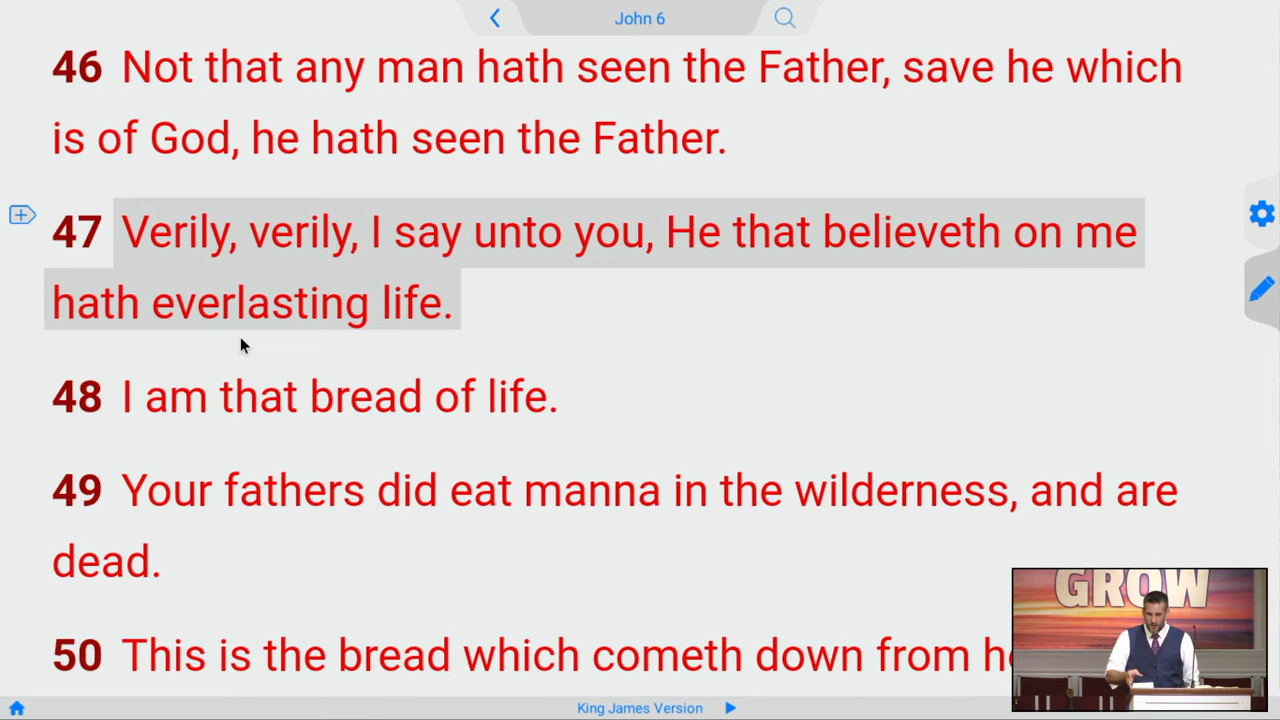 John 6
46 Not that any man hath seen the Father, save he which
is of God, he hath seen the Father.
47 Verily, verily, I say unto you, He that believeth on me
hath everlasting life.
48 I am that bread of life.
49 Your fathers did eat manna in the wilderness, and are
dead.
50 This is the bread which cometh down from
GROW
King James Version